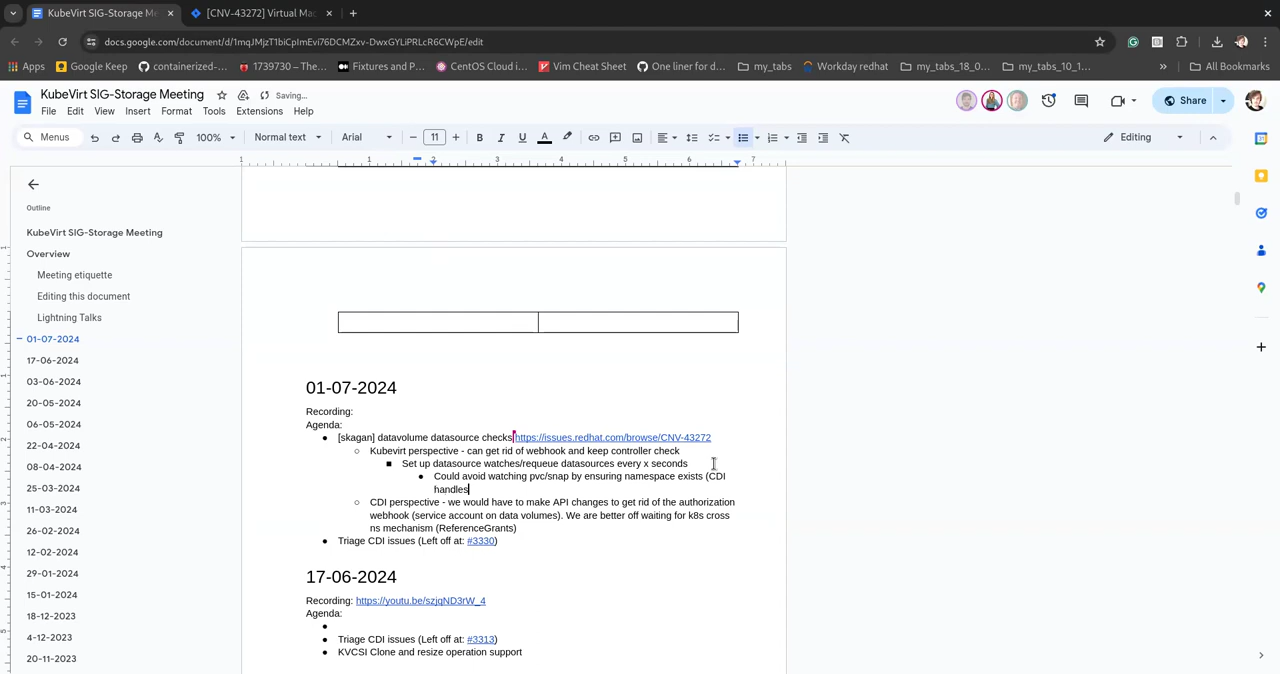 KubeVirt SIG-Storage Me
[CNV-43272] Virtual Mac
docs.google.com/document/d/1mqJMjzT1biCpImEvi76DCMZxv-DwxGYLiPRLcR6CWpE/edit
Apps
Google Keep
containerized-...
1739730 – The...
Fixtures and P...
CentOS Cloud i...
Vim Cheat Sheet
One liner for d...
my_tabs
Workday redhat
my_tabs_18_0...
my_tabs_10_1...
»
All Bookmarks
KubeVirt SIG-Storage Meeting
Saving...
File Edit View Insert Format Tools Extensions Help
Share
Menus
100%
Normal text
Arial
11
B I U A
Editing
1 1 2 3 4 5 6 7
Outline
KubeVirt SIG-Storage Meeting
Overview
Meeting etiquette
Editing this document
Lightning Talks
01-07-2024
17-06-2024
03-06-2024
20-05-2024
06-05-2024
22-04-2024
08-04-2024
25-03-2024
11-03-2024
26-02-2024
12-02-2024
29-01-2024
15-01-2024
18-12-2023
4-12-2023
20-11-2023
01-07-2024
Recording:
Agenda:
● [skagan] datavolume datasource checks https://issues.redhat.com/browse/CNV-43272
○ Kubevirt perspective - can get rid of webhook and keep controller check
■ Set up datasource watches/requeue datasources every x seconds
● Could avoid watching pvc/snap by ensuring namespace exists (CDI
handles
○ CDI perspective - we would have to make API changes to get rid of the authorization
webhook (service account on data volumes). We are better off waiting for k8s cross
ns mechanism (ReferenceGrants)
● Triage CDI issues (Left off at: #3330)
17-06-2024
Recording: https://youtu.be/szjqND3rW_4
Agenda:
●
● Triage CDI issues (Left off at: #3313)
● KVCSI Clone and resize operation support